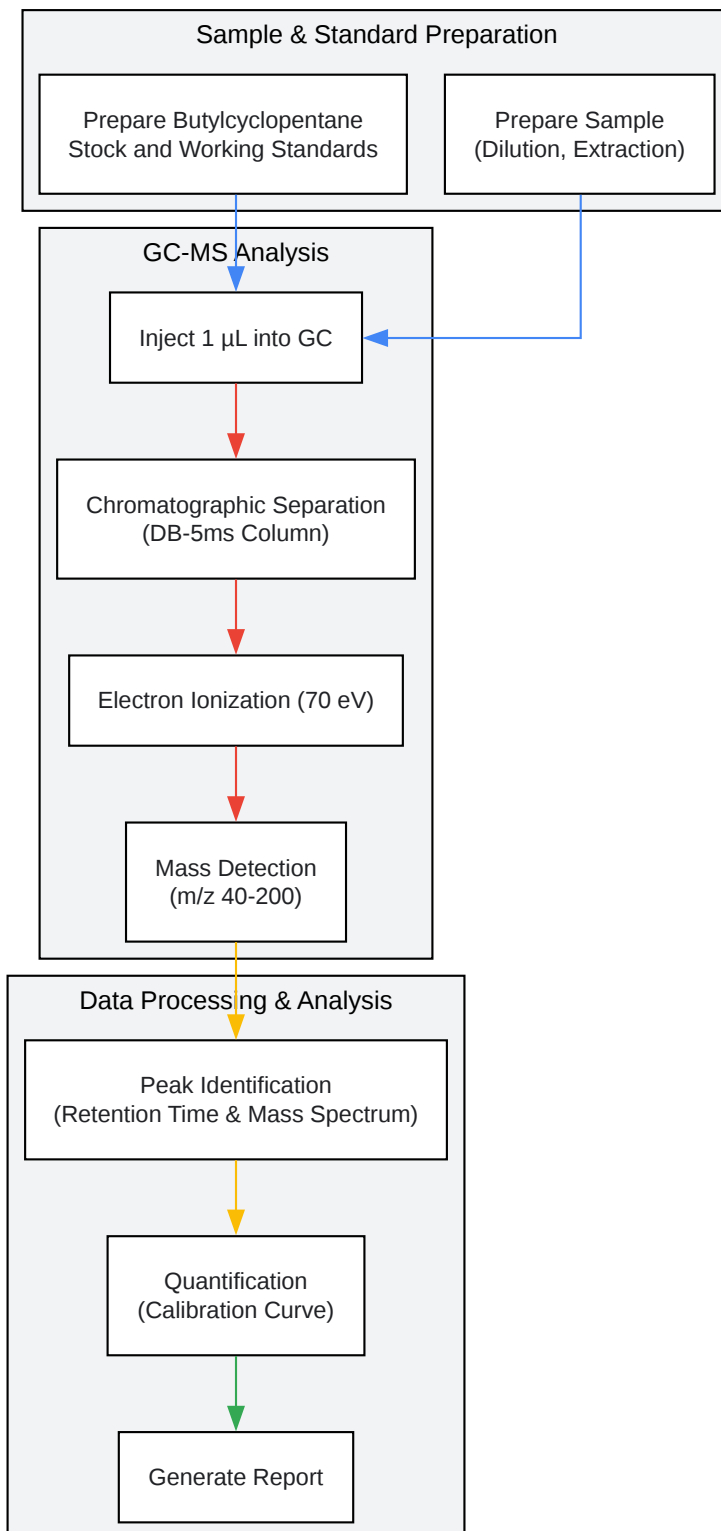 Sample & Standard Preparation
Prepare Butylcyclopentane
Stock and Working Standards
Prepare Sample
(Dilution, Extraction)
GC-MS Analysis
Inject 1 µL into GC
Chromatographic Separation
(DB-5ms Column)
Electron Ionization (70 eV)
Mass Detection
(m/z 40-200)
Data Processing & Analysis
Peak Identification
(Retention Time & Mass Spectrum)
Quantification
(Calibration Curve)
Generate Report